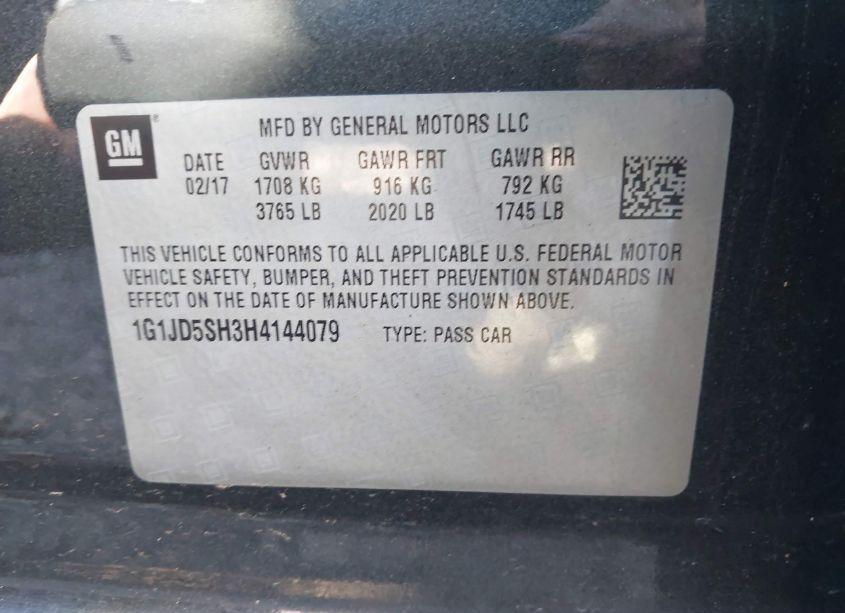 GM ® MFD BY GENERAL MOTORS LLC
DATE GVWR GAWR FRT GAWR RR
02/17 1708 KG 916 KG 792 KG
3765 LB 2020 LB 1745 LB
THIS VEHICLE CONFORMS TO ALL APPLICABLE U.S. FEDERAL MOTOR
VEHICLE SAFETY, BUMPER, AND THEFT PREVENTION STANDARDS IN
EFFECT ON THE DATE OF MANUFACTURE SHOWN ABOVE.
1G1JD5SH3H4144079 TYPE: PASS CAR